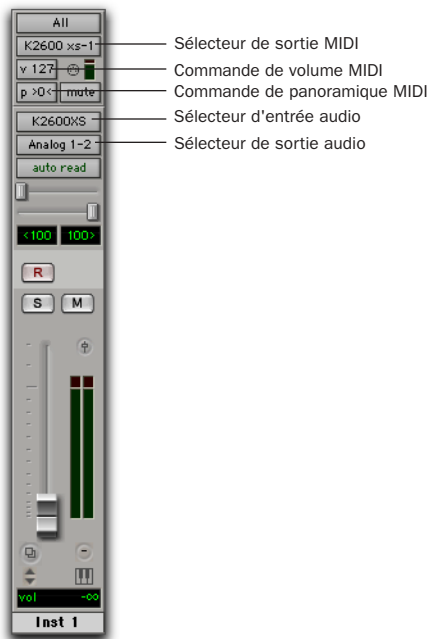 All
K2600 xs-1 Sélecteur de sortie MIDI
v 127 Commande de volume MIDI
p >0< mute Commande de panoramique MIDI
K2600XS Sélecteur d'entrée audio
Analog 1-2 Sélecteur de sortie audio
auto read
<100 100>
R
S M
vol -∞
Inst 1